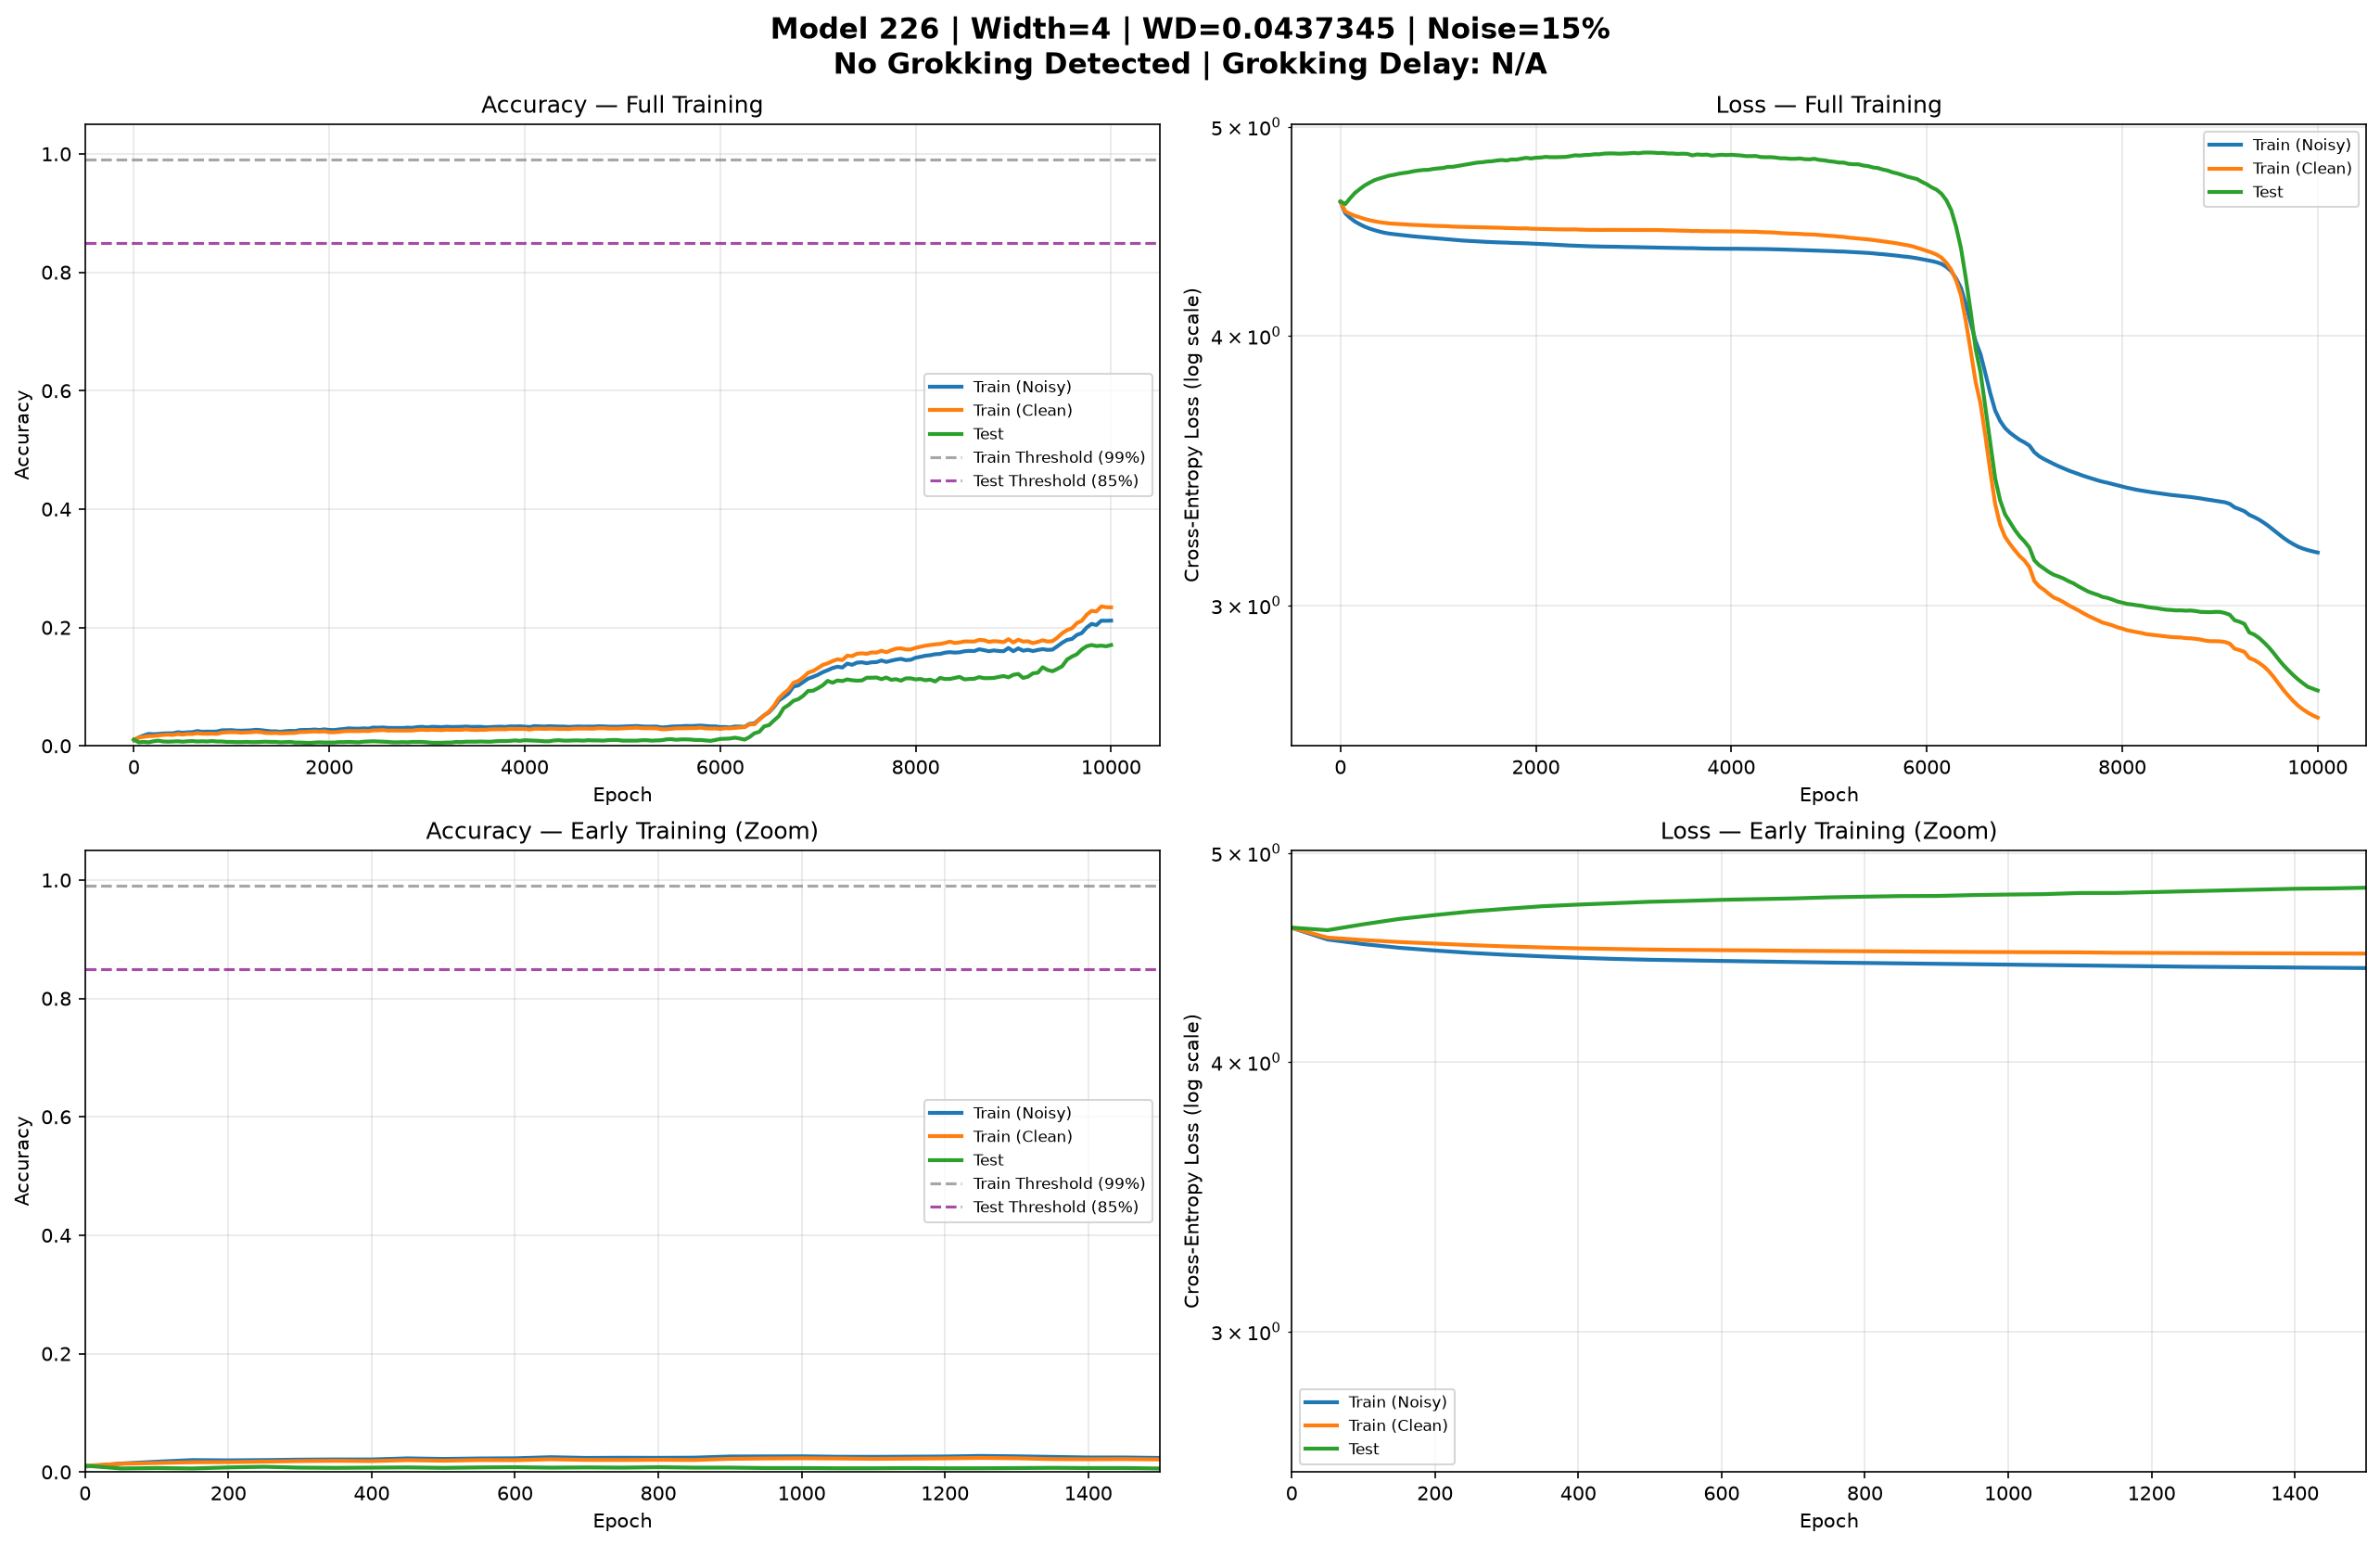 Model 226 | Width=4 | WD=0.0437345 | Noise=15%
No Grokking Detected | Grokking Delay: N/A
Accuracy — Full Training
1.0
0.8
0.6
0.4
0.2
0.0
Accuracy
Train (Noisy)
Train (Clean)
Test
Train Threshold (99%)
Test Threshold (85%)
0 2000 4000 6000 8000 10000
Epoch
Loss — Full Training
5 × 10⁰
4 × 10⁰
3 × 10⁰
Cross-Entropy Loss (log scale)
Train (Noisy)
Train (Clean)
Test
0 2000 4000 6000 8000 10000
Epoch
Accuracy — Early Training (Zoom)
1.0
0.8
0.6
0.4
0.2
0.0
Accuracy
Train (Noisy)
Train (Clean)
Test
Train Threshold (99%)
Test Threshold (85%)
0 200 400 600 800 1000 1200 1400
Epoch
Loss — Early Training (Zoom)
5 × 10⁰
4 × 10⁰
3 × 10⁰
Cross-Entropy Loss (log scale)
Train (Noisy)
Train (Clean)
Test
0 200 400 600 800 1000 1200 1400
Epoch